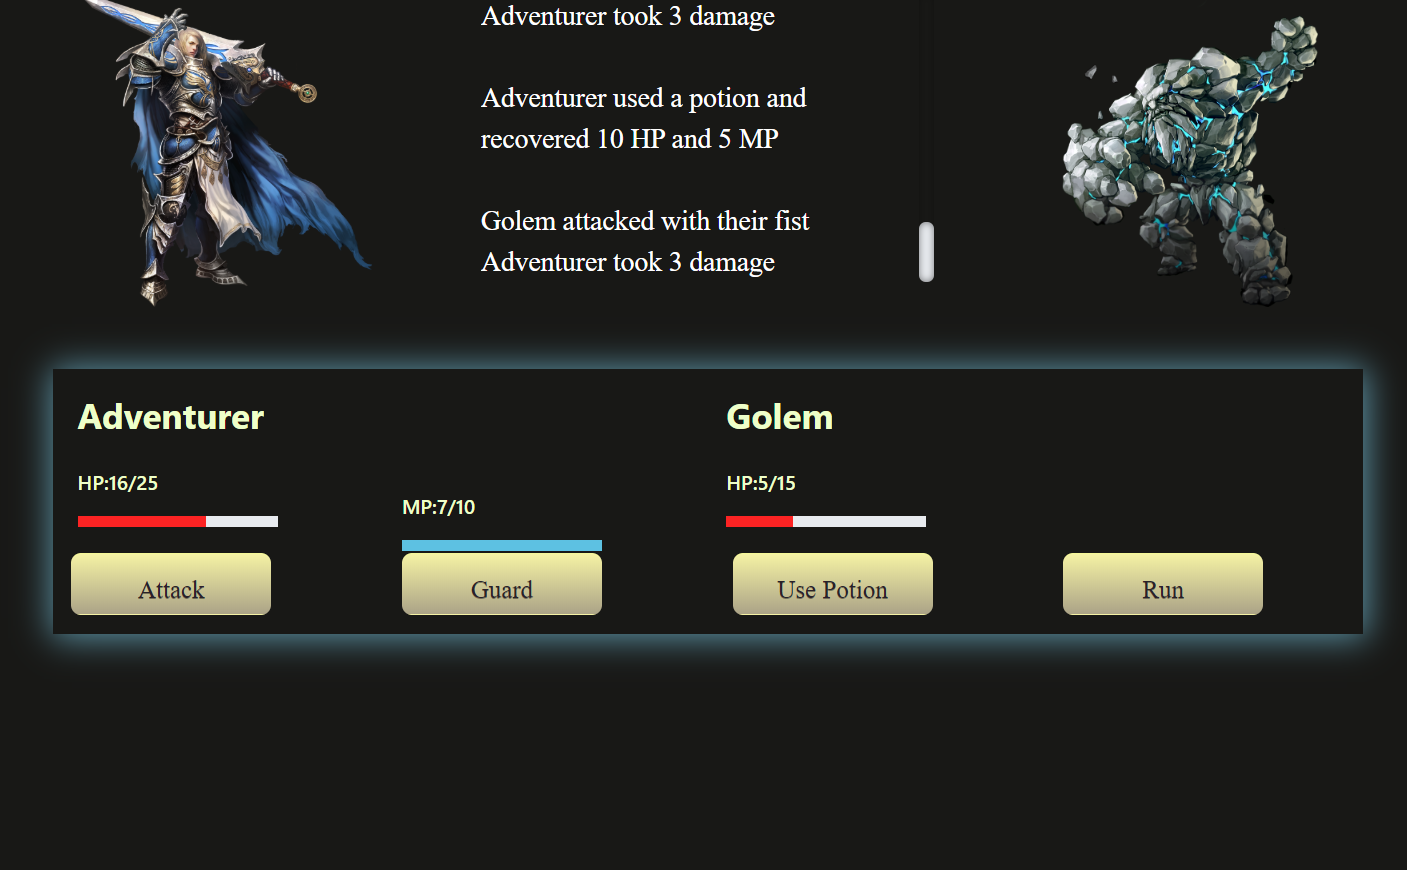 Adventurer took 3 damage
Adventurer used a potion and
recovered 10 HP and 5 MP
Golem attacked with their fist
Adventurer took 3 damage
Adventurer
Golem
HP:16/25
MP:7/10
HP:5/15
Attack
Guard
Use Potion
Run